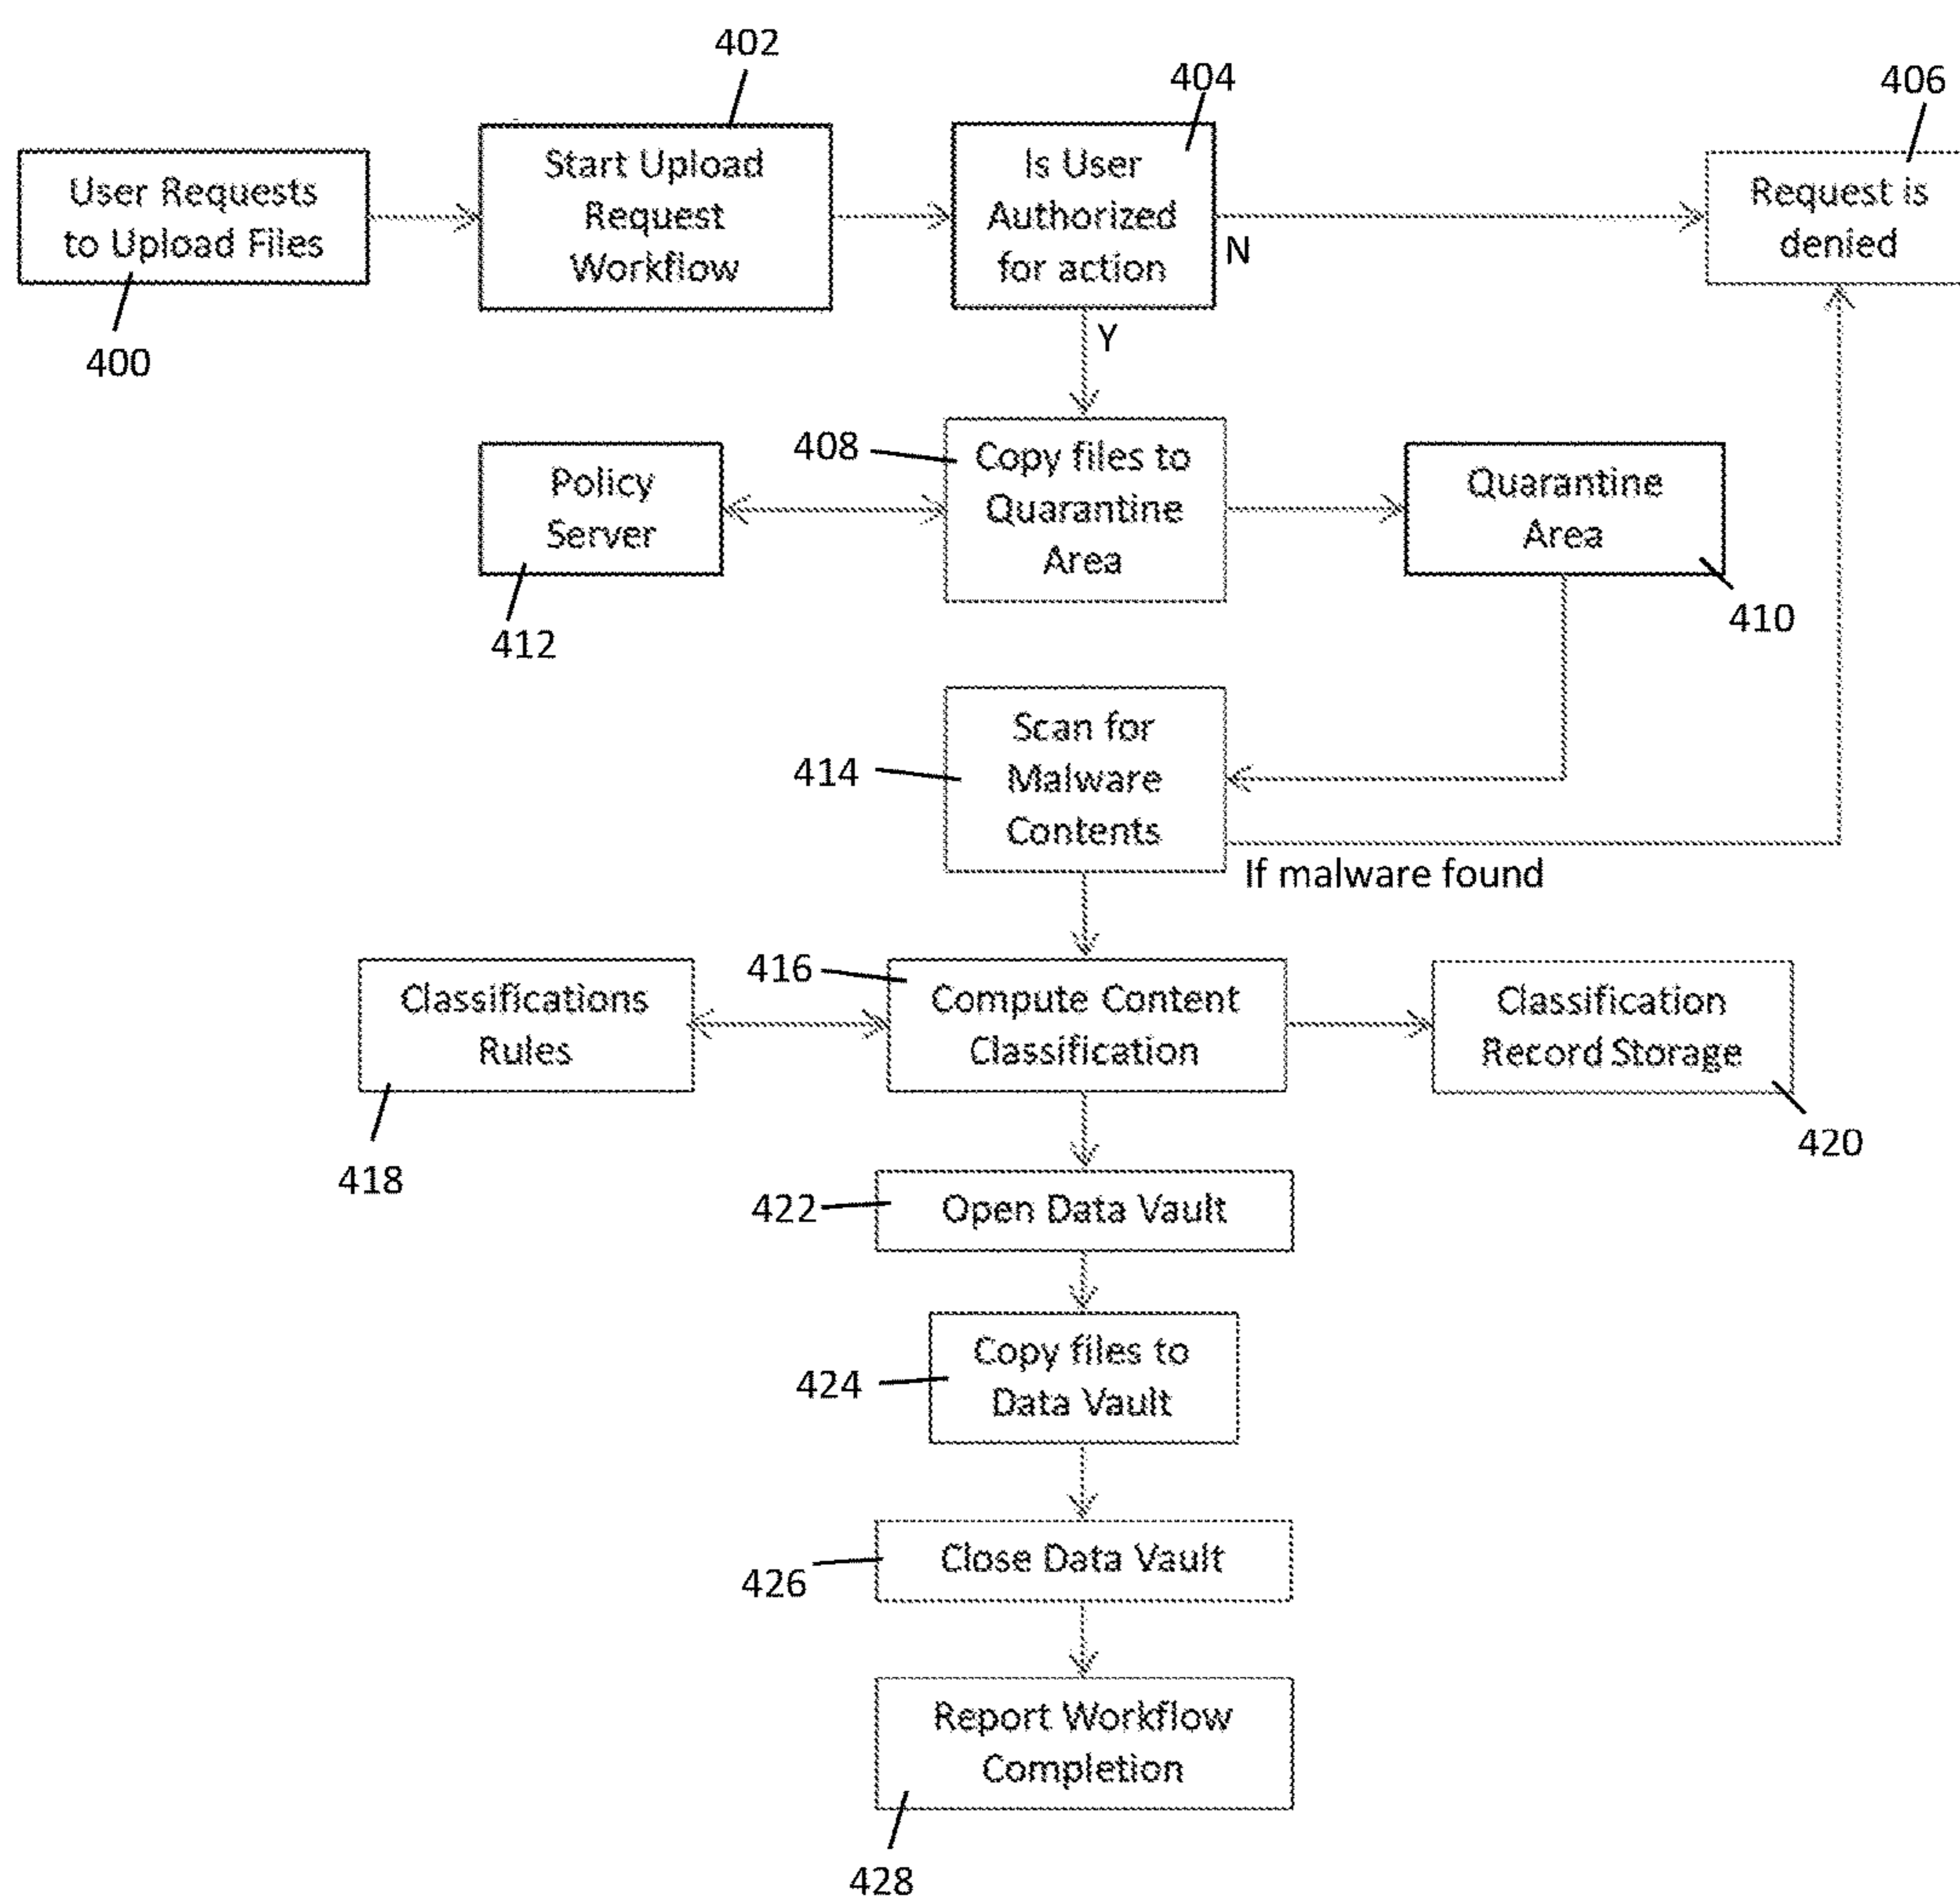 402
404
406
User Requests
to Upload Files
Start Upload
Request
Workflow
Is User
Authorized
for action
Request is
denied
N
400
Y
408
Policy
Server
Copy files to
Quarantine
Area
Quarantine
Area
412
410
414
Scan for
Malware
Contents
If malware found
416
Classifications
Rules
Compute Content
Classification
Classification
Record Storage
418
420
422
Open Data Vault
424
Copy files to
Data Vault
426
Close Data Vault
Report Workflow
Completion
428